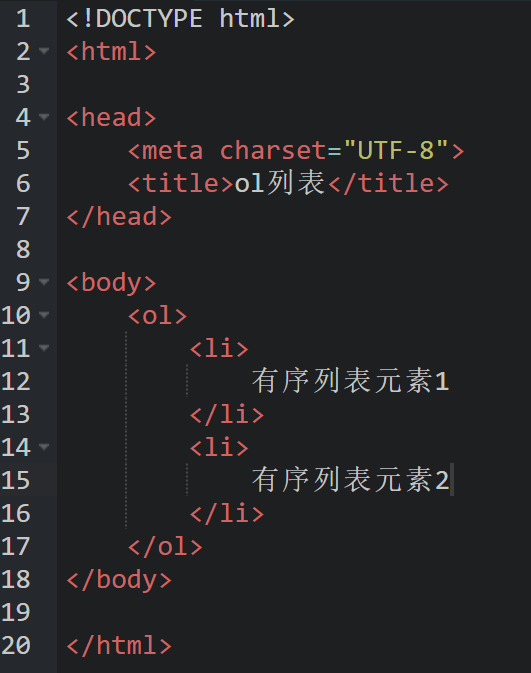 1 <!DOCTYPE html>
2 <html>
3
4 <head>
5     <meta charset="UTF-8">
6     <title>ol列表</title>
7 </head>
8
9 <body>
10     <ol>
11         <li>
12             有序列表元素1
13         </li>
14         <li>
15             有序列表元素2
16         </li>
17     </ol>
18 </body>
19
20 </html>